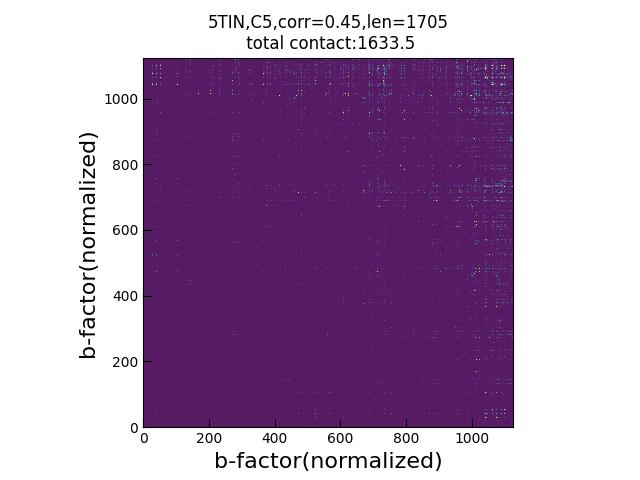 5TIN,C5,corr=0.45,len=1705
total contact:1633.5
1000
800
600
400
200
0
b-factor(normalized)
0 200 400 600 800 1000
b-factor(normalized)